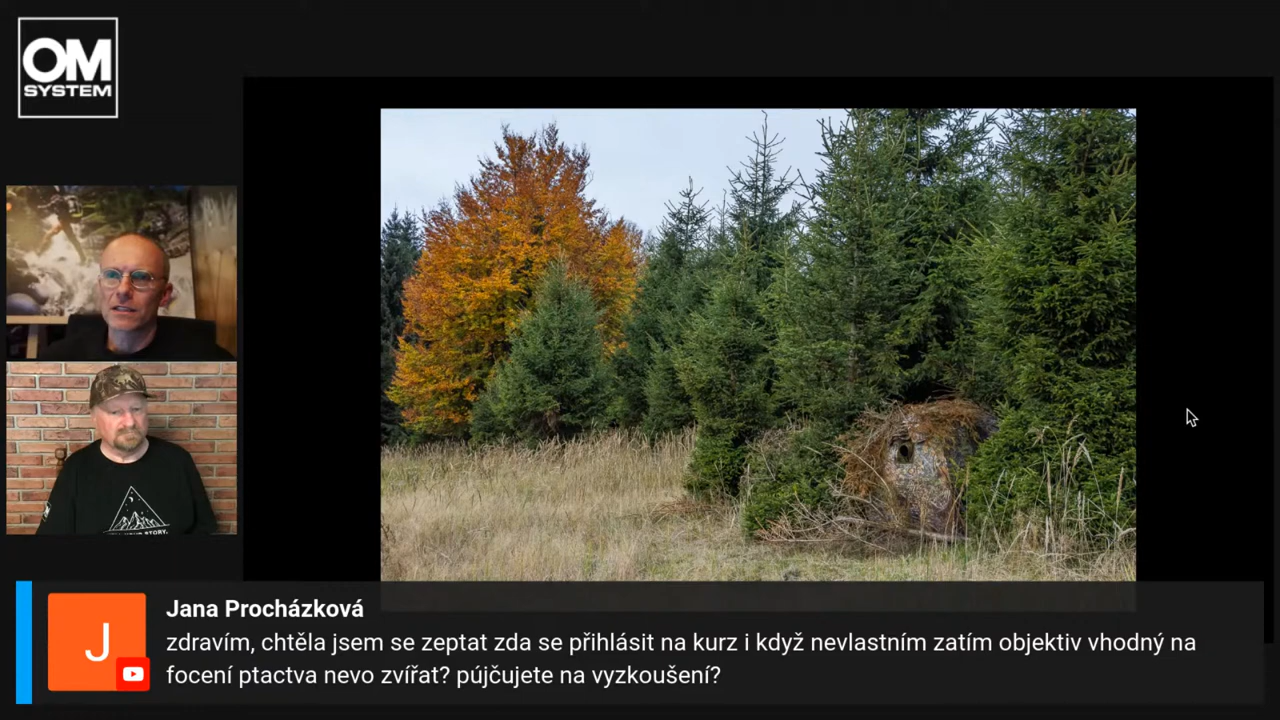 OM
SYSTEM
Jana Procházková
zdravím, chtěla jsem se zeptat zda se přihlásit na kurz i když nevlastním zatím objektiv vhodný na
focení ptactva nevo zvířat? půjčujete na vyzkoušení?
J